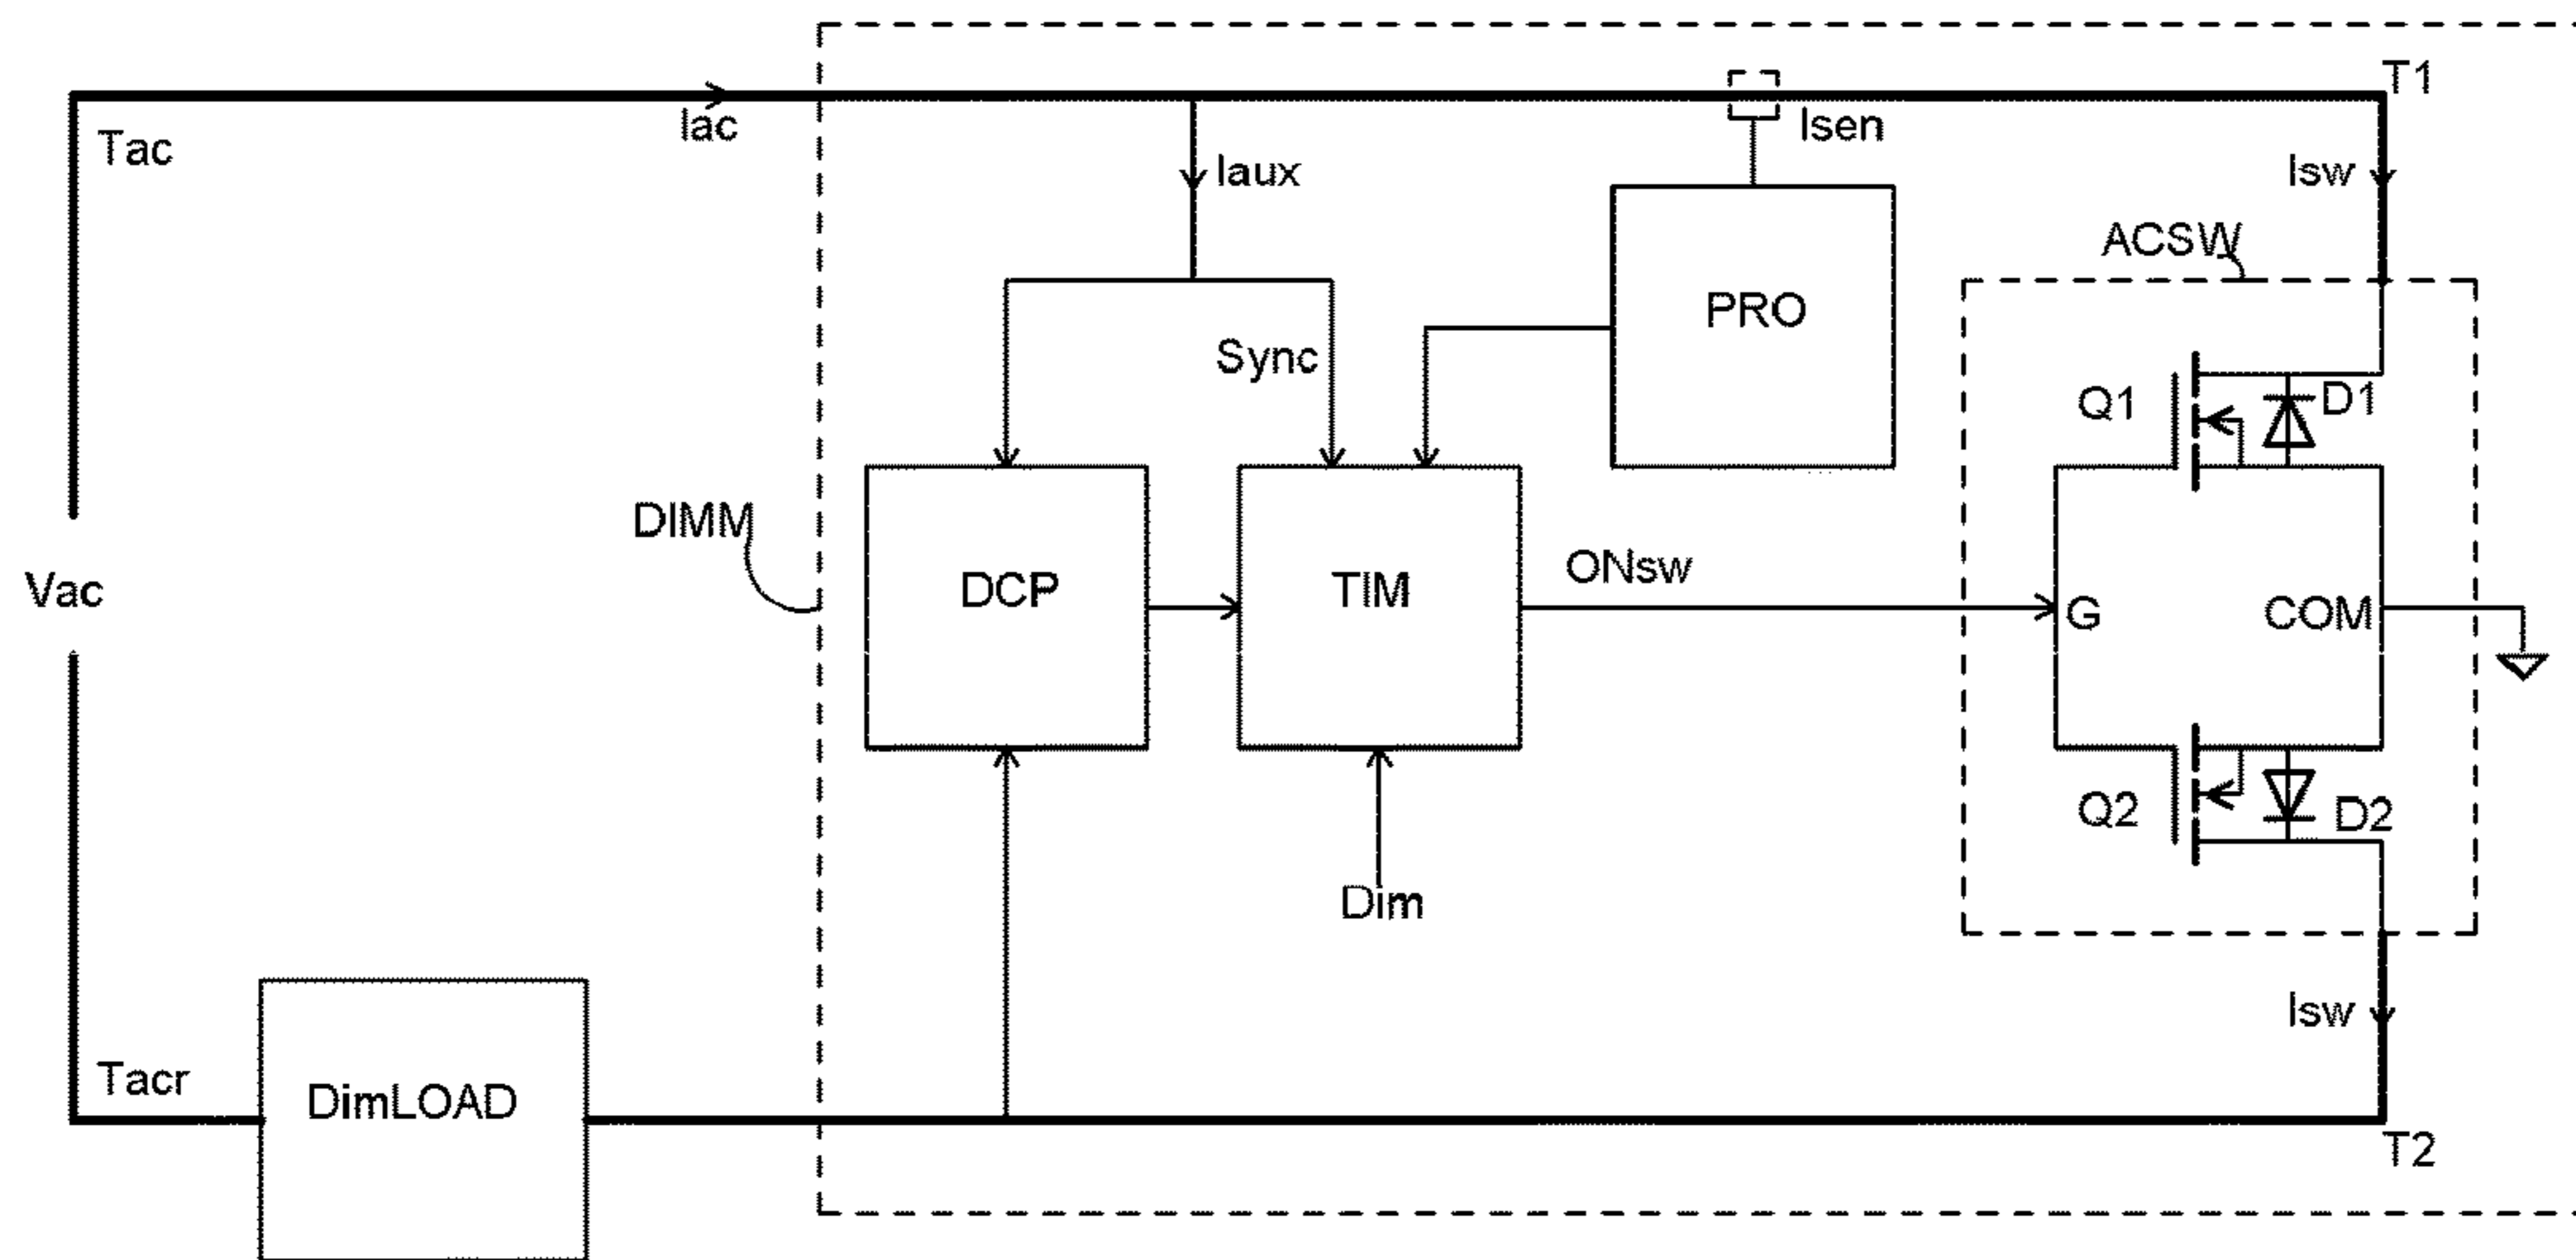 T1
Tac
Iac
Isen
Iaux
Isw
ACSW
PRO
Sync
Q1
D1
DIMM
ONsw
Vac
DCP
TIM
G
COM
Q2
D2
Dim
Isw
Tacr
DimLOAD
T2